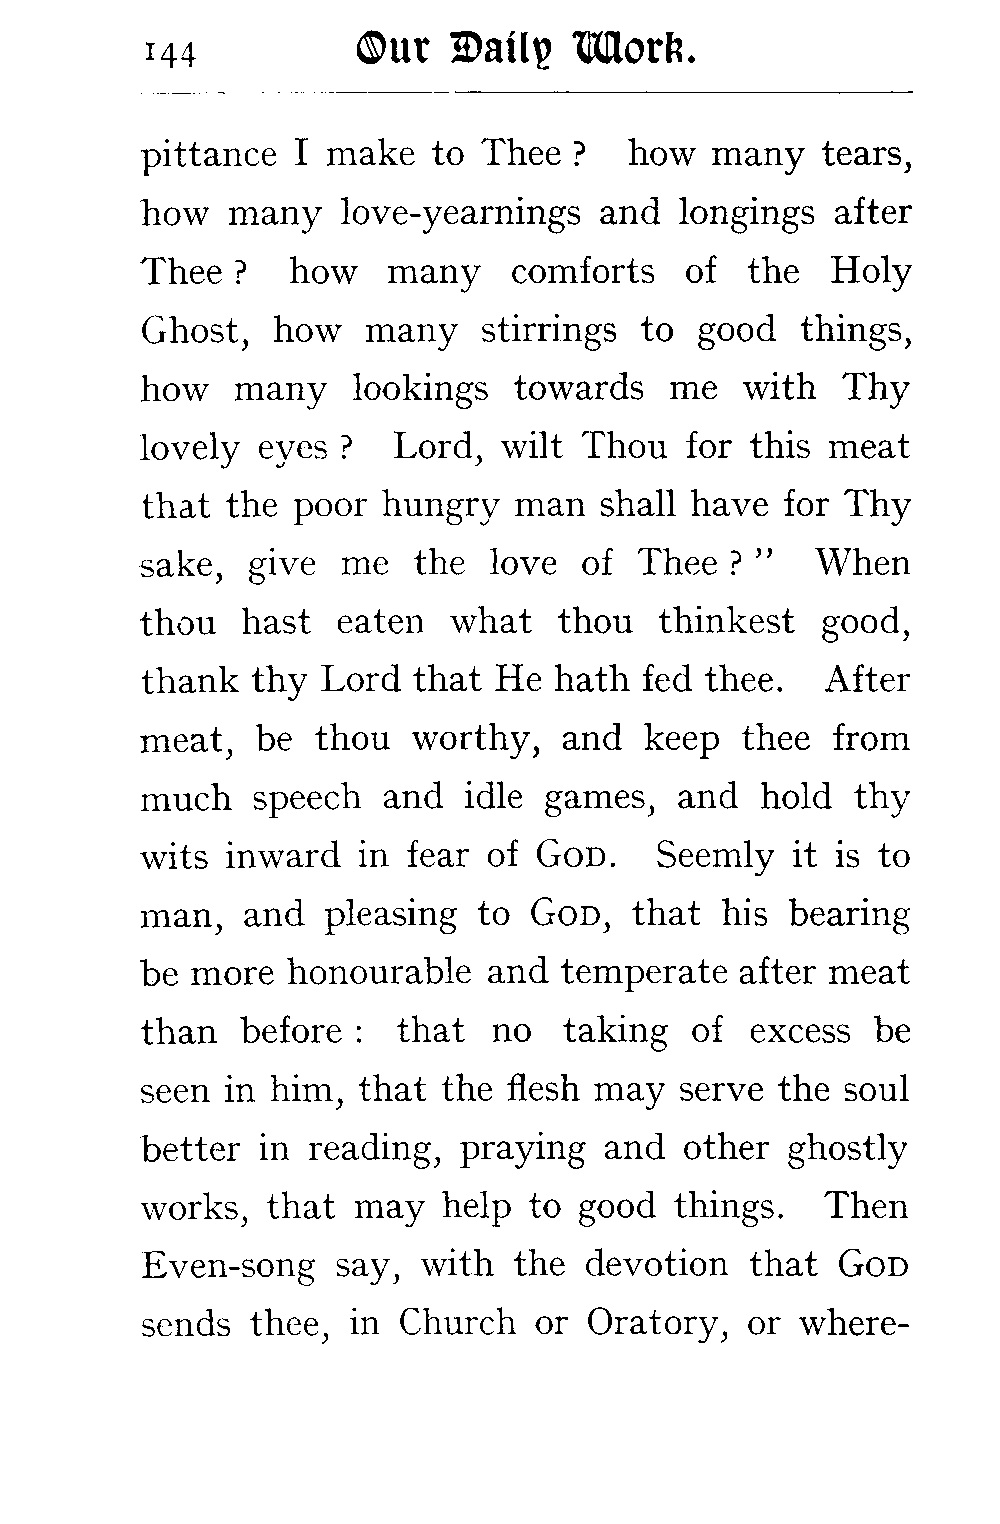 144 Our Daily Work.
pittance I make to Thee ? how many tears,
how many love-yearnings and longings after
Thee ? how many comforts of the Holy
Ghost, how many stirrings to good things,
how many lookings towards me with Thy
lovely eyes ? Lord, wilt Thou for this meat
that the poor hungry man shall have for Thy
sake, give me the love of Thee ? ” When
thou hast eaten what thou thinkest good,
thank thy Lord that He hath fed thee. After
meat, be thou worthy, and keep thee from
much speech and idle games, and hold thy
wits inward in fear of GOD. Seemly it is to
man, and pleasing to GOD, that his bearing
be more honourable and temperate after meat
than before : that no taking of excess be
seen in him, that the flesh may serve the soul
better in reading, praying and other ghostly
works, that may help to good things. Then
Even-song say, with the devotion that GOD
sends thee, in Church or Oratory, or where-